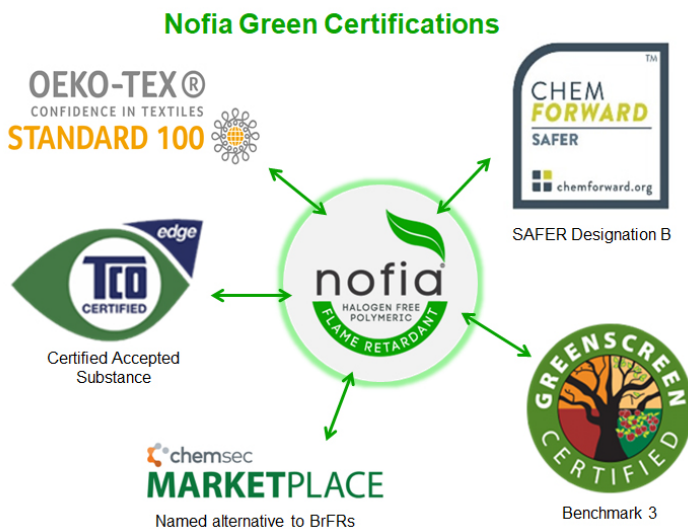 Nofia Green Certifications
OEKO-TEX®
CONFIDENCE IN TEXTILES
STANDARD 100
TM
CHEM
FORWARD
SAFER
chemforward.org
SAFER Designation B
edge
TCO
CERTIFIED
Certified Accepted
Substance
nofia®
HALOGEN FREE
POLYMERIC
FLAME RETARDANT
GREENSCREEN
CERTIFIED
Benchmark 3
chemsec
MARKETPLACE
Named alternative to BrFRs